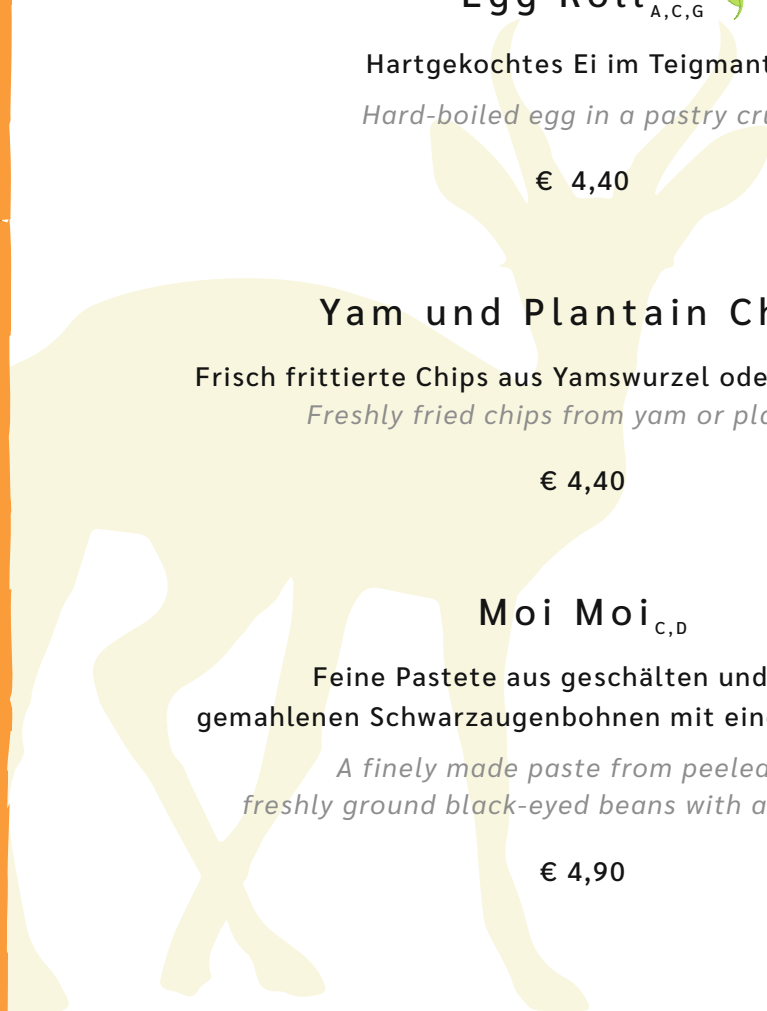 Egg Roll A,C,G
Hartgekochtes Ei im Teigmant
Hard-boiled egg in a pastry cru
€ 4,40
Yam und Plantain Ch
Frisch frittierte Chips aus Yamswurzel ode
Freshly fried chips from yam or pla
€ 4,40
Moi Moi C,D
Feine Pastete aus geschälten und
gemahlenen Schwarzaugenbohnen mit ein
A finely made paste from peeled
freshly ground black-eyed beans with a
€ 4,90